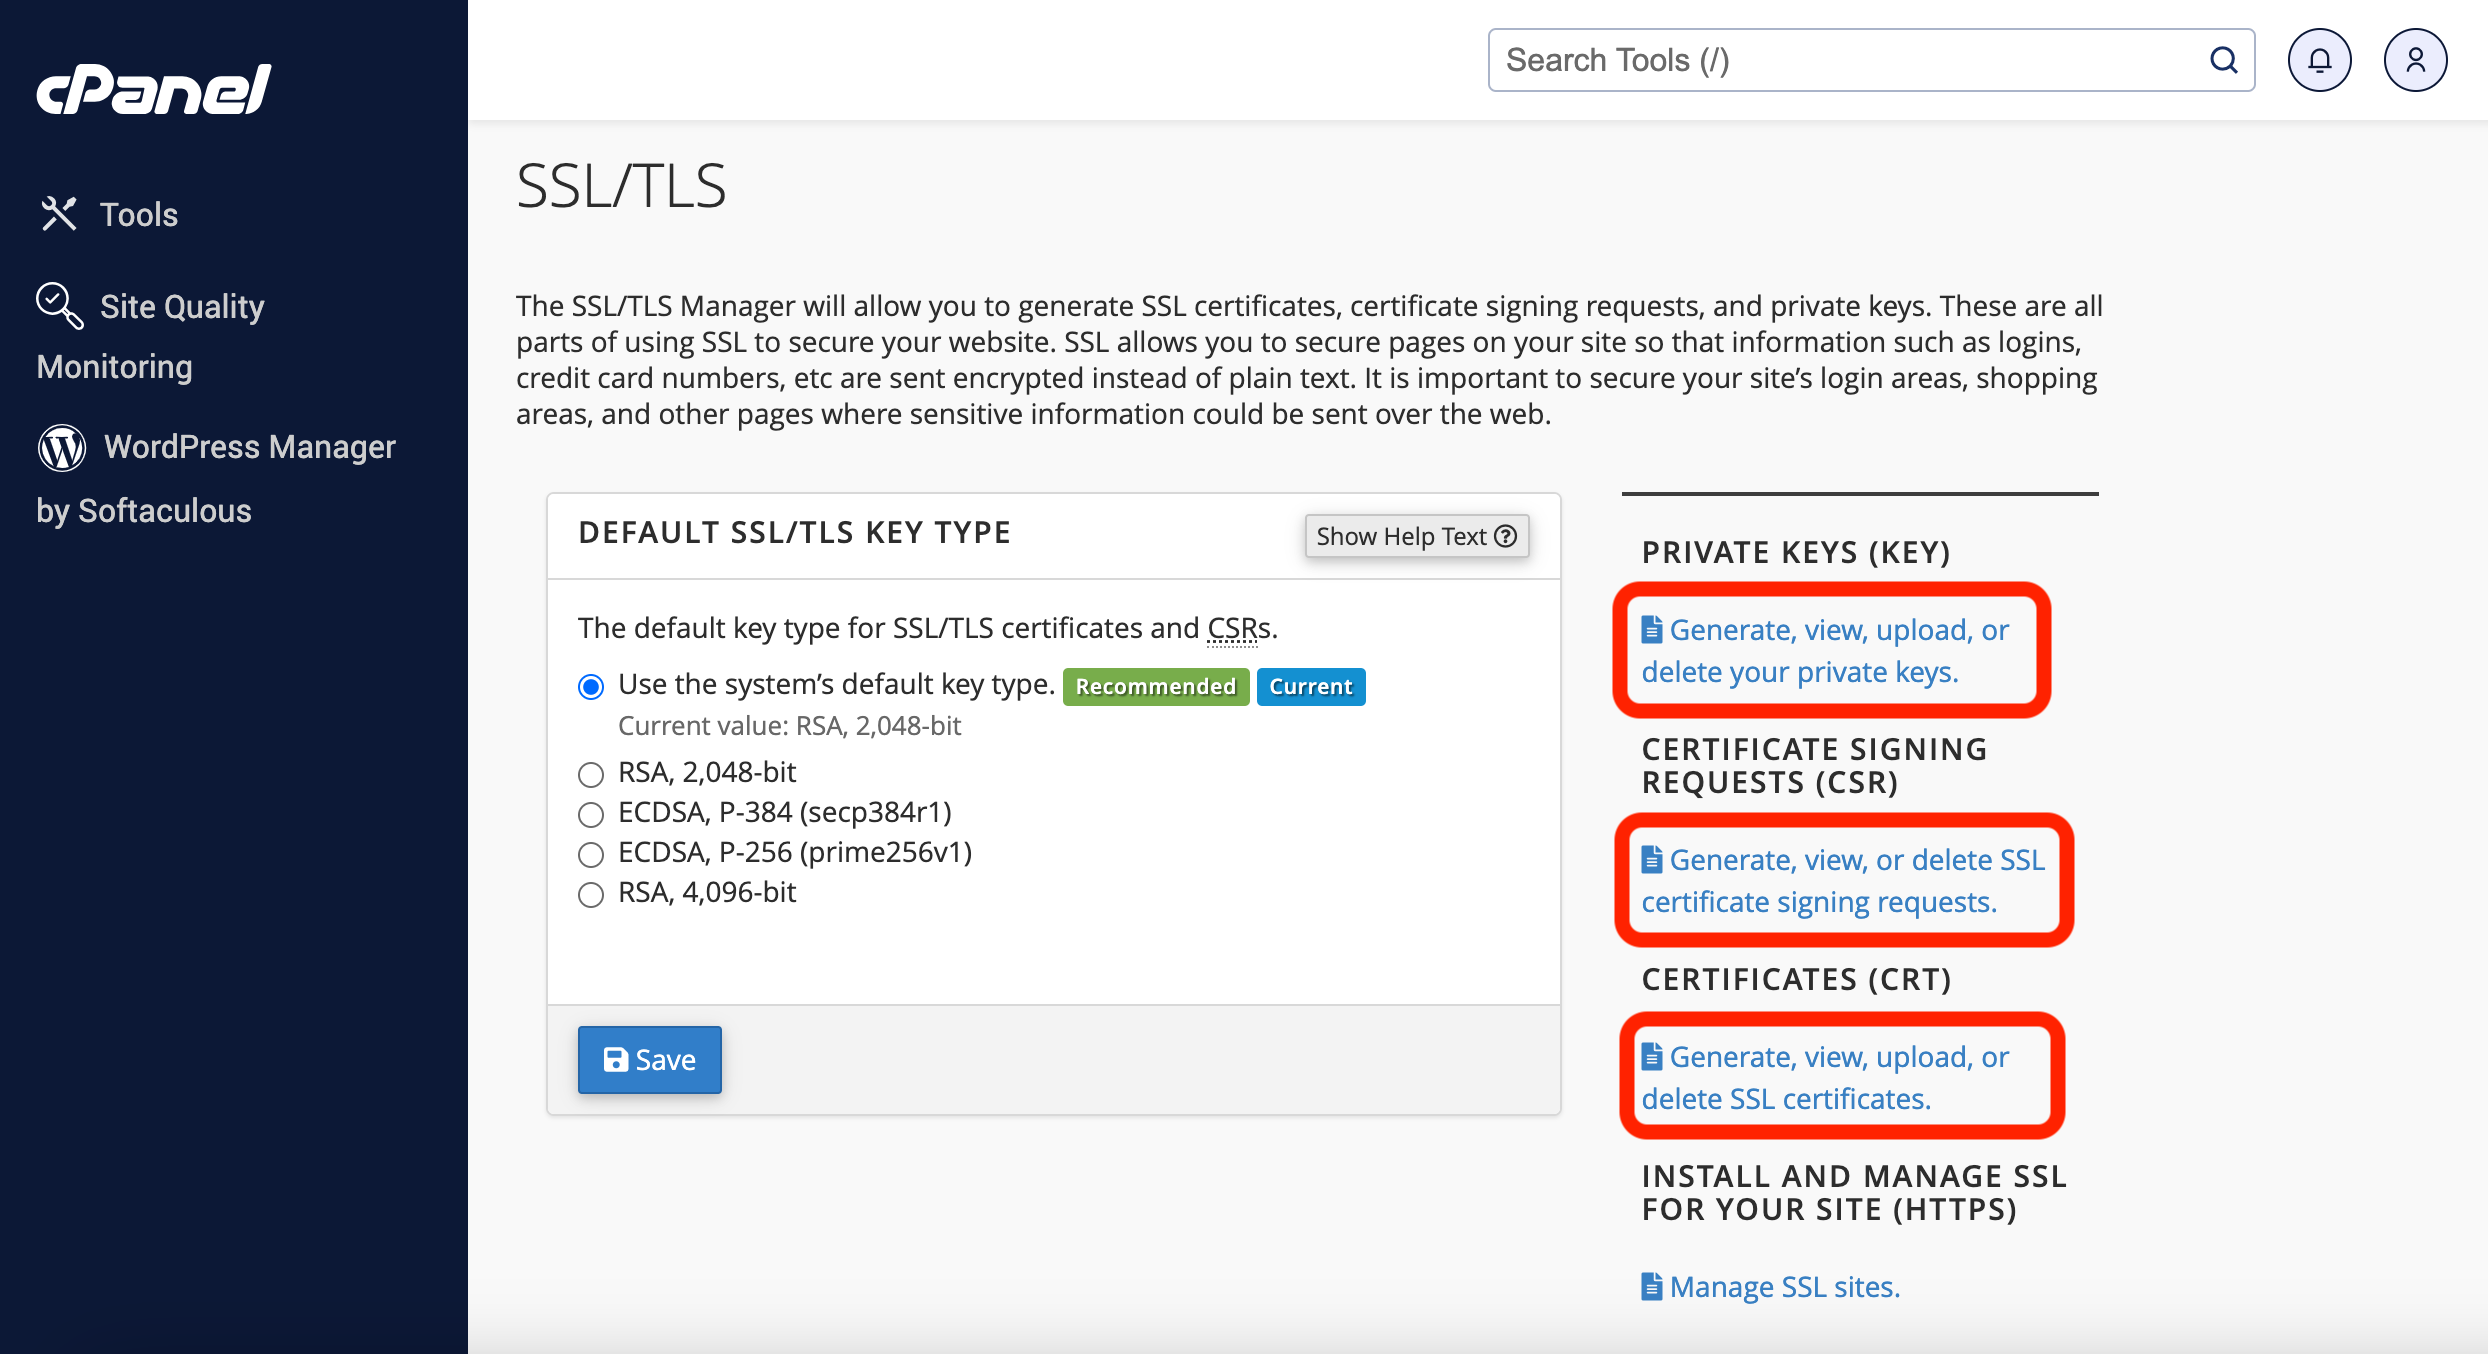 cPanel
Search Tools (/)
Tools
Site Quality
Monitoring
WordPress Manager
by Softaculous
SSL/TLS
The SSL/TLS Manager will allow you to generate SSL certificates, certificate signing requests, and private keys. These are all
parts of using SSL to secure your website. SSL allows you to secure pages on your site so that information such as logins,
credit card numbers, etc are sent encrypted instead of plain text. It is important to secure your site’s login areas, shopping
areas, and other pages where sensitive information could be sent over the web.
DEFAULT SSL/TLS KEY TYPE
Show Help Text
The default key type for SSL/TLS certificates and CSRs.
Use the system’s default key type. Recommended Current
Current value: RSA, 2,048-bit
RSA, 2,048-bit
ECDSA, P-384 (secp384r1)
ECDSA, P-256 (prime256v1)
RSA, 4,096-bit
Save
PRIVATE KEYS (KEY)
Generate, view, upload, or
delete your private keys.
CERTIFICATE SIGNING
REQUESTS (CSR)
Generate, view, or delete SSL
certificate signing requests.
CERTIFICATES (CRT)
Generate, view, upload, or
delete SSL certificates.
INSTALL AND MANAGE SSL
FOR YOUR SITE (HTTPS)
Manage SSL sites.